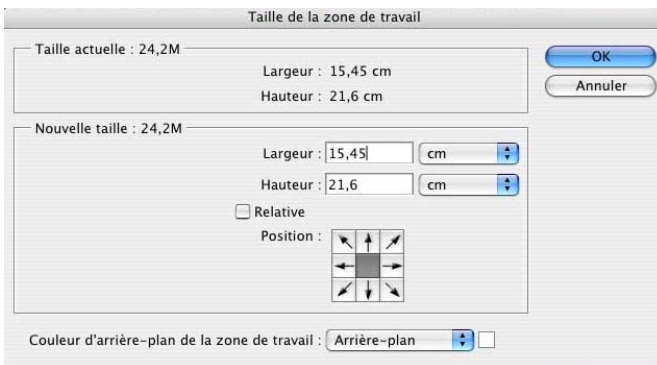 Taille de la zone de travail
Taille actuelle : 24,2M
Largeur : 15,45 cm
Hauteur : 21,6 cm
OK
Annuler
Nouvelle taille : 24,2M
Largeur : 15,45 cm
Hauteur : 21,6 cm
Relative
Position :
Couleur d'arrière-plan de la zone de travail : Arrière-plan